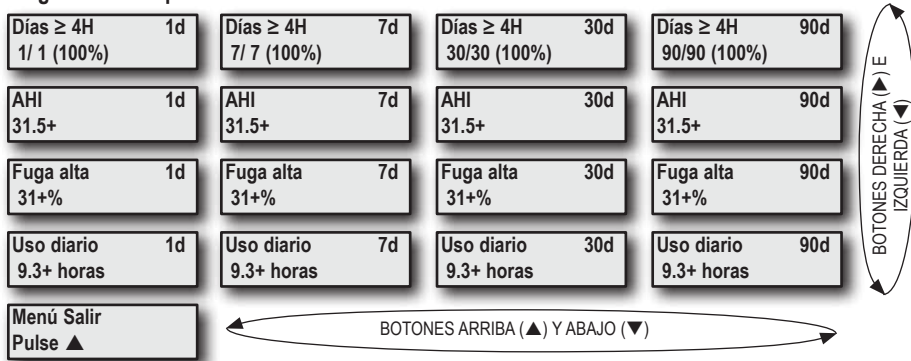 Días ≥ 4H 1d
1/ 1 (100%)
Días ≥ 4H 7d
7/ 7 (100%)
Días ≥ 4H 30d
30/30 (100%)
Días ≥ 4H 90d
90/90 (100%)
AHI 1d
31.5+
AHI 7d
31.5+
AHI 30d
31.5+
AHI 90d
31.5+
Fuga alta 1d
31+%
Fuga alta 7d
31+%
Fuga alta 30d
31+%
Fuga alta 90d
31+%
Uso diario 1d
9.3+ horas
Uso diario 7d
9.3+ horas
Uso diario 30d
9.3+ horas
Uso diario 90d
9.3+ horas
Menú Salir
Pulse ▲
BOTONES ARRIBA (▲) Y ABAJO (▼)
BOTONES DERECHA (▲) E
IZQUIERDA (▼)